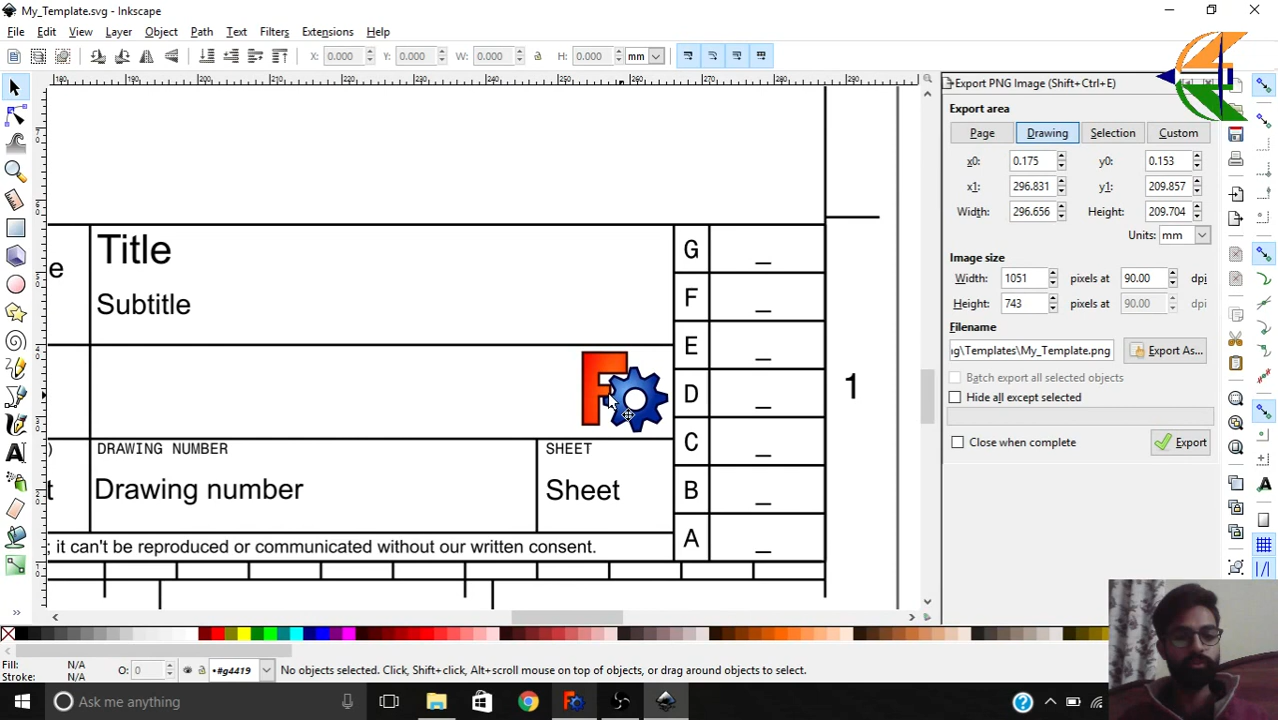 My_Template.svg - Inkscape
File Edit View Layer Object Path Text Filters Extensions Help
X: 0.000 Y: 0.000 W: 0.000 H: 0.000 mm
Export PNG Image (Shift+Ctrl+E)
Export area
Page Drawing Selection Custom
x0: 0.175 y0: 0.153
x1: 296.831 y1: 209.857
Width: 296.656 Height: 209.704
Units: mm
Image size
Width: 1051 pixels at 90.00 dpi
Height: 743 pixels at 90.00 dpi
Filename
ıg\Templates\My_Template.png Export As...
Batch export all selected objects
Hide all except selected
Close when complete Export
Title
e
Subtitle
G _
F _
E _
D _
C _
B _
A _
1
F
) DRAWING NUMBER SHEET
t Drawing number Sheet
; it can't be reproduced or communicated without our written consent.
Fill: N/A
Stroke: N/A
O: 0
#g4419
No objects selected. Click, Shift+click, Alt+scroll mouse on top of objects, or drag around objects to select.
Ask me anything